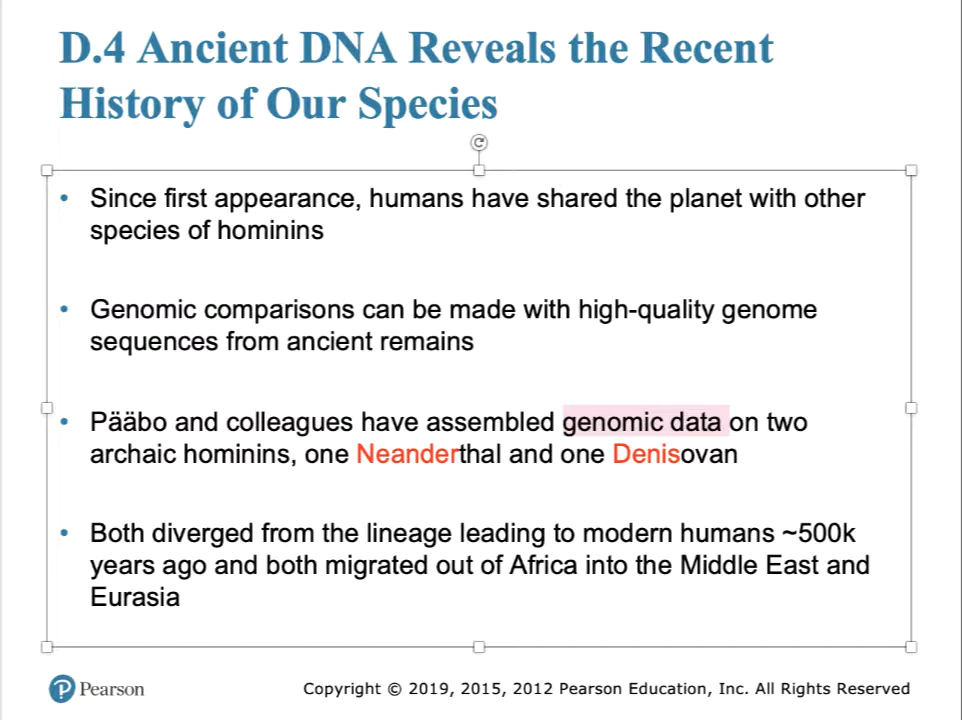 D.4 Ancient DNA Reveals the Recent
History of Our Species
• Since first appearance, humans have shared the planet with other
species of hominins
• Genomic comparisons can be made with high-quality genome
sequences from ancient remains
• Pääbo and colleagues have assembled genomic data on two
archaic hominins, one Neanderthal and one Denisovan
• Both diverged from the lineage leading to modern humans ~500k
years ago and both migrated out of Africa into the Middle East and
Eurasia
P Pearson
Copyright © 2019, 2015, 2012 Pearson Education, Inc. All Rights Reserved